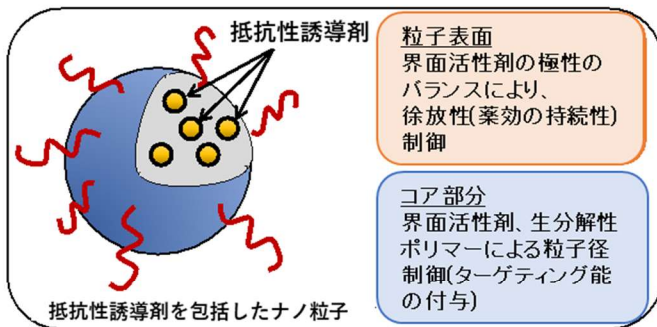 抵抗性誘導剤
粒子表面
界面活性剤の極性の
バランスにより、
徐放性(薬効の持続性)
制御
コア部分
界面活性剤、生分解性
ポリマーによる粒子径
制御(ターゲティング能
の付与)
抵抗性誘導剤を包括したナノ粒子